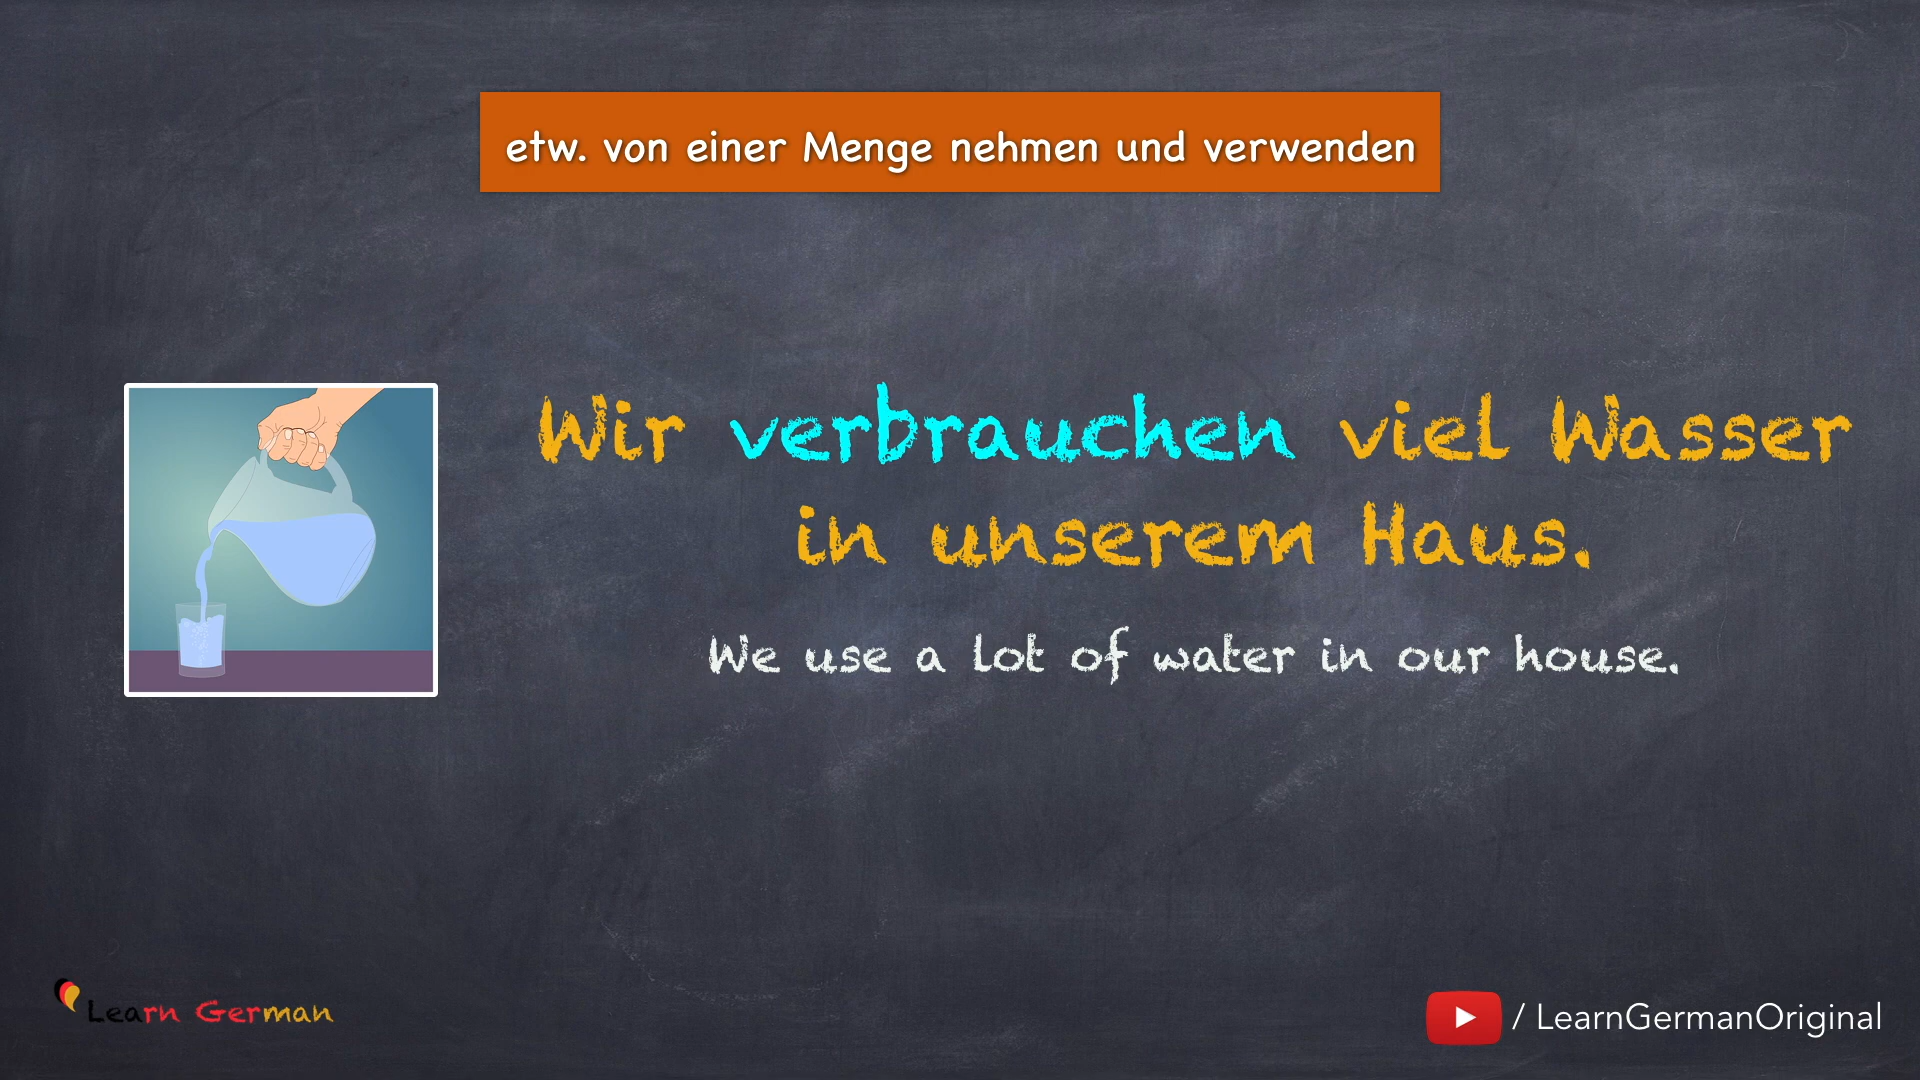 etw. von einer Menge nehmen und verwenden
Wir verbrauchen viel Wasser
in unserem Haus.
We use a lot of water in our house.
Learn German
/ LearnGermanOriginal